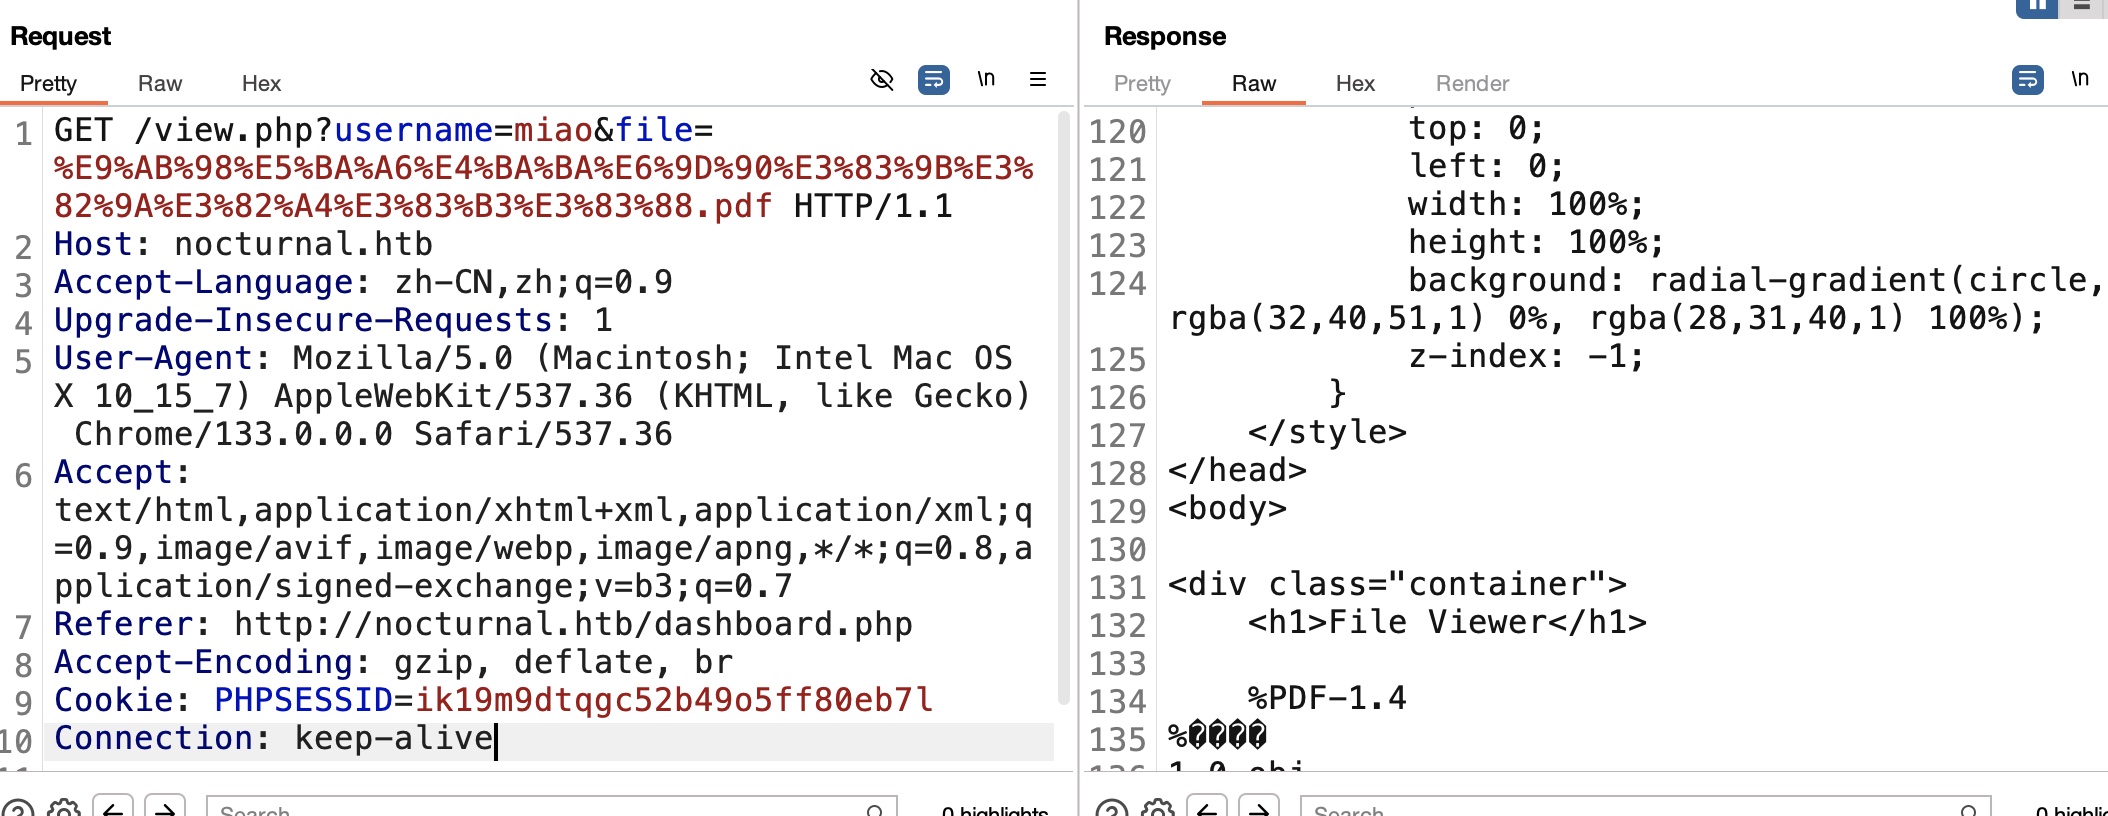 Request
Pretty Raw Hex
\n
1 GET /view.php?username=miao&file=
%E9%AB%98%E5%BA%A6%E4%BA%BA%E6%9D%90%E3%83%9B%E3%
82%9A%E3%82%A4%E3%83%B3%E3%83%88.pdf HTTP/1.1
2 Host: nocturnal.htb
3 Accept-Language: zh-CN,zh;q=0.9
4 Upgrade-Insecure-Requests: 1
5 User-Agent: Mozilla/5.0 (Macintosh; Intel Mac OS
X 10_15_7) AppleWebKit/537.36 (KHTML, like Gecko)
Chrome/133.0.0.0 Safari/537.36
6 Accept:
text/html,application/xhtml+xml,application/xml;q
=0.9,image/avif,image/webp,image/apng,*/*;q=0.8,a
pplication/signed-exchange;v=b3;q=0.7
7 Referer: http://nocturnal.htb/dashboard.php
8 Accept-Encoding: gzip, deflate, br
9 Cookie: PHPSESSID=ik19m9dtqgc52b49o5ff80eb7l
10 Connection: keep-alive
11
Search
0 highlights
Response
Pretty Raw Hex Render
\n
120 top: 0;
121 left: 0;
122 width: 100%;
123 height: 100%;
124 background: radial-gradient(circle,
rgba(32,40,51,1) 0%, rgba(28,31,40,1) 100%);
125 z-index: -1;
126 }
127 </style>
128 </head>
129 <body>
130
131 <div class="container">
132 <h1>File Viewer</h1>
133
134 %PDF-1.4
135 %����
136 1 0 obj
Search
0 highlig